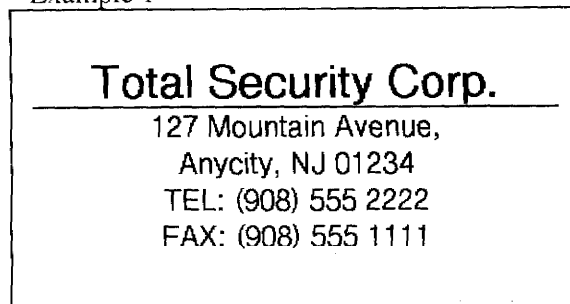 Total Security Corp.
127 Mountain Avenue,
Anycity, NJ 01234
TEL: (908) 555 2222
FAX: (908) 555 1111